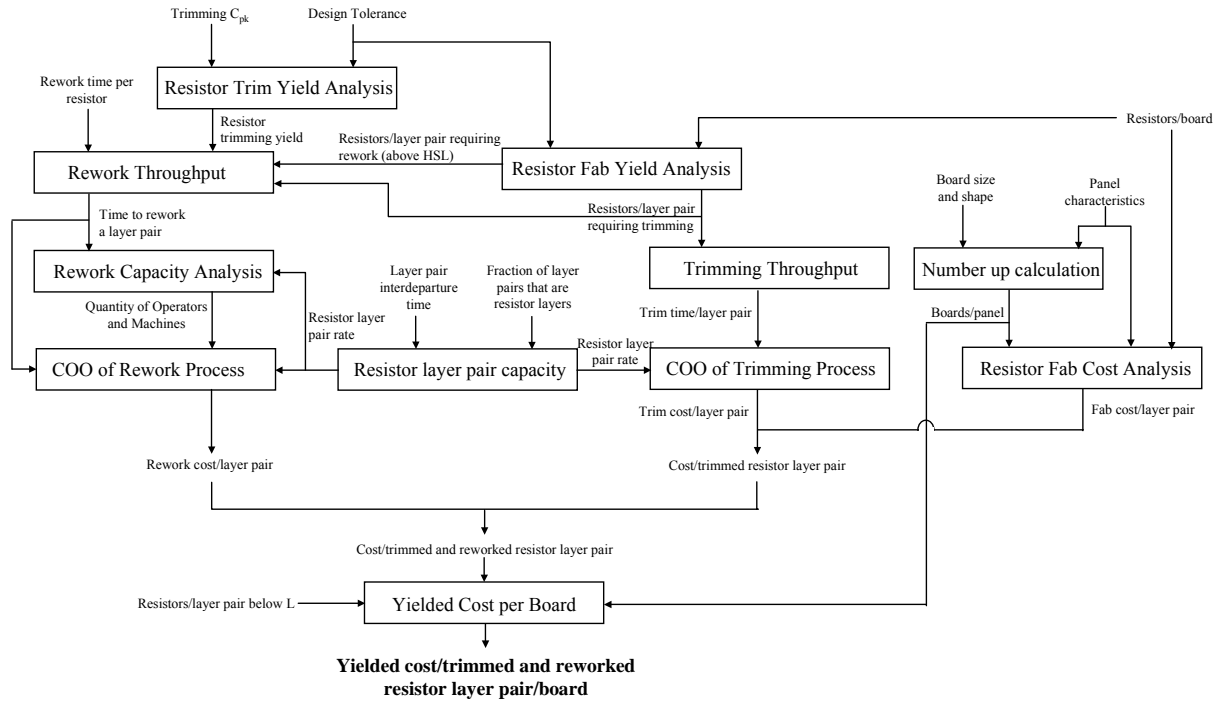 Trimming Cpk
Design Tolerance
Resistor Trim Yield Analysis
Rework time per
resistor
Resistor
trimming yield
Resistors/layer pair requiring
rework (above HSL)
Resistors/board
Rework Throughput
Resistor Fab Yield Analysis
Board size
and shape
Panel
characteristics
Time to rework
a layer pair
Resistors/layer pair
requiring trimming
Rework Capacity Analysis
Layer pair
interdeparture
time
Fraction of layer
pairs that are
resistor layers
Trimming Throughput
Number up calculation
Quantity of Operators
and Machines
Resistor layer
pair rate
Trim time/layer pair
Boards/panel
Resistor layer
pair rate
COO of Rework Process
Resistor layer pair capacity
COO of Trimming Process
Resistor Fab Cost Analysis
Trim cost/layer pair
Fab cost/layer pair
Rework cost/layer pair
Cost/trimmed resistor layer pair
Cost/trimmed and reworked resistor layer pair
Resistors/layer pair below L
Yielded Cost per Board
Yielded cost/trimmed and reworked
resistor layer pair/board